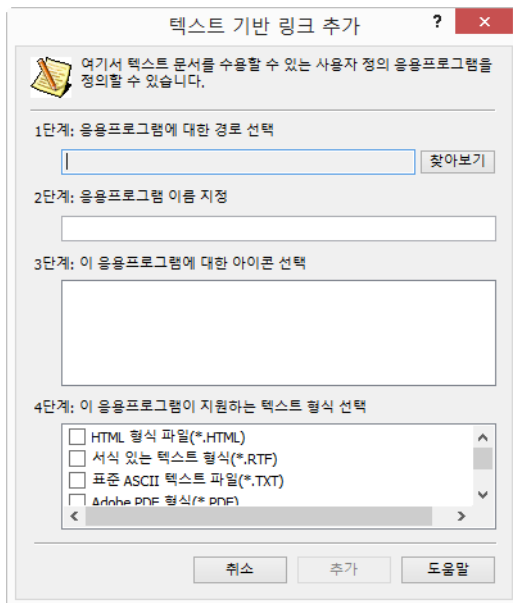 텍스트 기반 링크 추가
? ×
여기서 텍스트 문서를 수용할 수 있는 사용자 정의 응용프로그램을
정의할 수 있습니다.
1단계: 응용프로그램에 대한 경로 선택
찾아보기
2단계: 응용프로그램 이름 지정
3단계: 이 응용프로그램에 대한 아이콘 선택
4단계: 이 응용프로그램이 지원하는 텍스트 형식 선택
HTML 형식 파일(*.HTML)
서식 있는 텍스트 형식(*.RTF)
표준 ASCII 텍스트 파일(*.TXT)
Adobe PDF 형식(*.PDF)
취소 추가 도움말